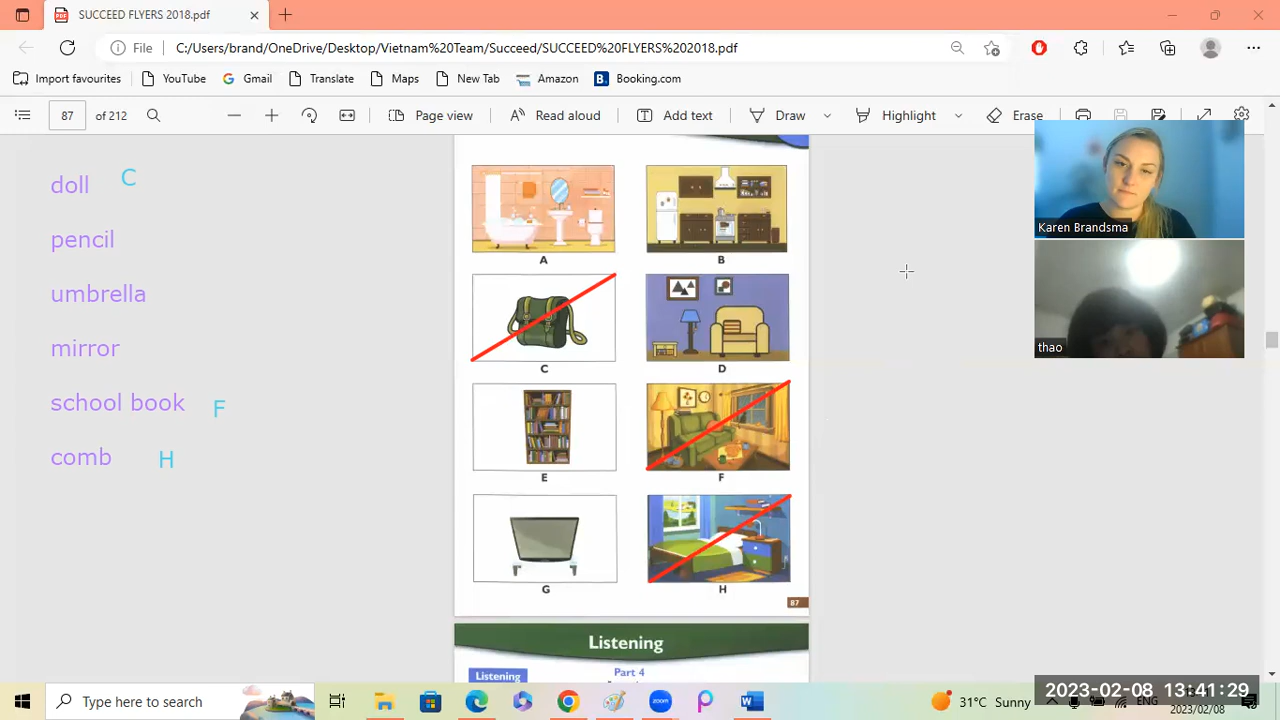 SUCCEED FLYERS 2018.pdf
File C:/Users/brand/OneDrive/Desktop/Vietnam%20Team/Succeed/SUCCEED%20FLYERS%202018.pdf
Import favourites YouTube Gmail Translate Maps New Tab Amazon Booking.com
87 of 212 Page view Read aloud Add text Draw Highlight Erase
doll C
pencil
umbrella
mirror
school book F
comb H
A B
C D
E F
G H
87
Listening
Listening Part 4
Karen Brandsma
thao
Type here to search
zoom
31°C Sunny
ENG
2023-02-08 13:41:29
2023/02/08